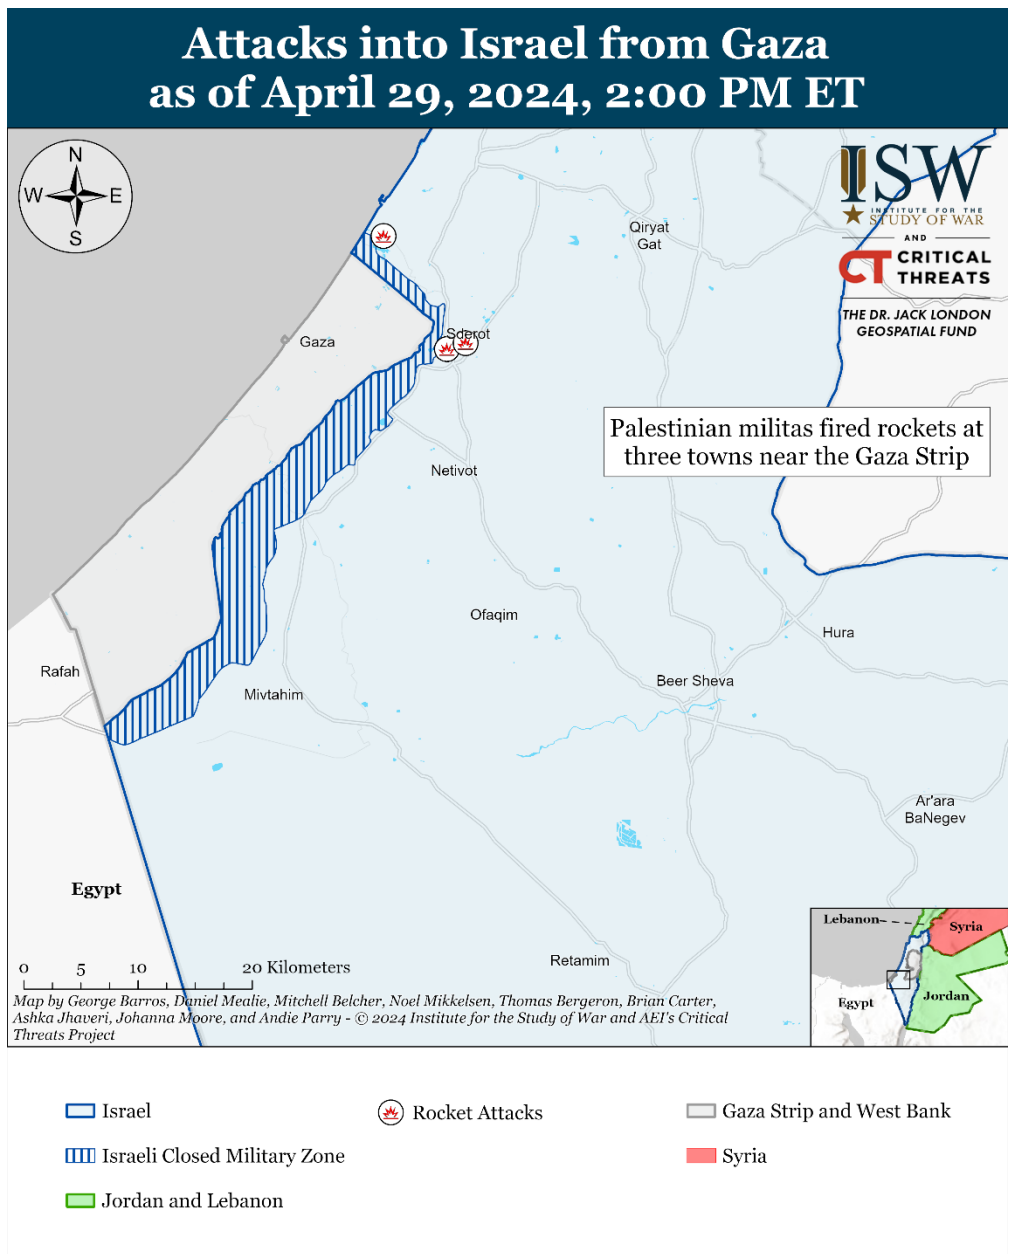 Attacks into Israel from Gaza
as of April 29, 2024, 2:00 PM ET
N
W E
S
ISW
INSTITUTE FOR THE
STUDY OF WAR
AND
CT CRITICAL
THREATS
THE DR. JACK LONDON
GEOSPATIAL FUND
Qiryat
Gat
Sderot
Gaza
Palestinian militas fired rockets at
three towns near the Gaza Strip
Netivot
Ofaqim
Hura
Rafah
Beer Sheva
Mivtahim
Ar'ara
BaNegev
Egypt
Retamim
0 5 10 20 Kilometers
Map by George Barros, Daniel Mealie, Mitchell Belcher, Noel Mikkelsen, Thomas Bergeron, Brian Carter,
Ashka Jhaveri, Johanna Moore, and Andie Parry - © 2024 Institute for the Study of War and AEI's Critical
Threats Project
Lebanon
Syria
Egypt
Jordan
Israel
Rocket Attacks
Gaza Strip and West Bank
Israeli Closed Military Zone
Syria
Jordan and Lebanon